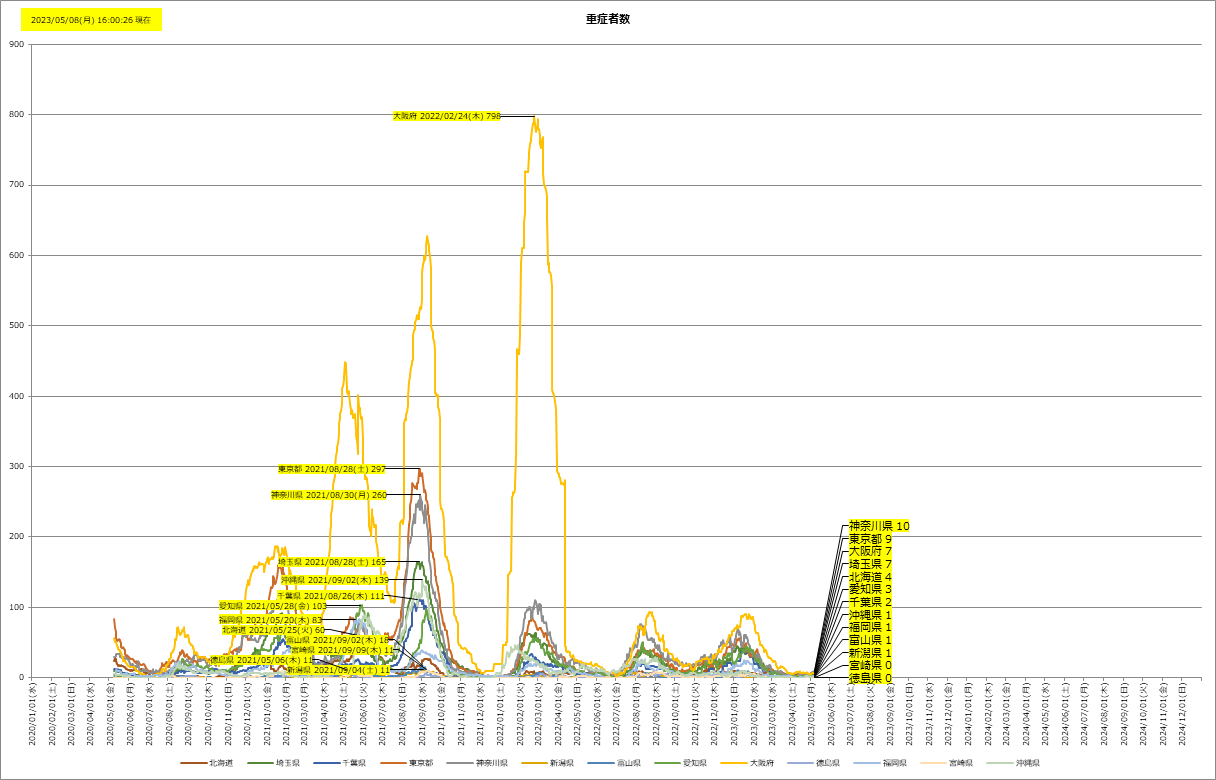 2023/05/08(月) 16:00:26 現在
重症者数
900
800
700
600
500
400
300
200
100
0
大阪府 2022/02/24(木) 798
東京都 2021/08/28(土) 297
神奈川県 2021/08/30(月) 260
埼玉県 2021/08/28(土) 165
沖縄県 2021/09/02(木) 139
千葉県 2021/08/26(木) 111
愛知県 2021/05/28(金) 103
福岡県 2021/05/20(木) 83
北海道 2021/05/25(火) 60
富山県 2021/09/02(木) 18
宮崎県 2021/09/09(木) 11
徳島県 2021/05/06(木) 11
新潟県 2021/09/04(土) 11
神奈川県 10
東京都 9
大阪府 7
埼玉県 7
北海道 4
愛知県 3
千葉県 2
沖縄県 1
福岡県 1
富山県 1
新潟県 1
宮崎県 0
徳島県 0
2020/01/01(水)
2020/02/01(土)
2020/03/01(日)
2020/04/01(水)
2020/05/01(金)
2020/06/01(月)
2020/07/01(水)
2020/08/01(土)
2020/09/01(火)
2020/10/01(木)
2020/11/01(日)
2020/12/01(火)
2021/01/01(金)
2021/02/01(月)
2021/03/01(月)
2021/04/01(木)
2021/05/01(土)
2021/06/01(火)
2021/07/01(木)
2021/08/01(日)
2021/09/01(水)
2021/10/01(金)
2021/11/01(月)
2021/12/01(水)
2022/01/01(土)
2022/02/01(火)
2022/03/01(火)
2022/04/01(金)
2022/05/01(日)
2022/06/01(水)
2022/07/01(金)
2022/08/01(月)
2022/09/01(木)
2022/10/01(土)
2022/11/01(火)
2022/12/01(木)
2023/01/01(日)
2023/02/01(水)
2023/03/01(水)
2023/04/01(土)
2023/05/01(月)
2023/06/01(木)
2023/07/01(土)
2023/08/01(火)
2023/09/01(金)
2023/10/01(日)
2023/11/01(水)
2023/12/01(金)
2024/01/01(月)
2024/02/01(木)
2024/03/01(金)
2024/04/01(月)
2024/05/01(水)
2024/06/01(土)
2024/07/01(月)
2024/08/01(木)
2024/09/01(日)
2024/10/01(火)
2024/11/01(金)
2024/12/01(日)
北海道 埼玉県 千葉県 東京都 神奈川県 新潟県 富山県 愛知県 大阪府 徳島県 福岡県 宮崎県 沖縄県